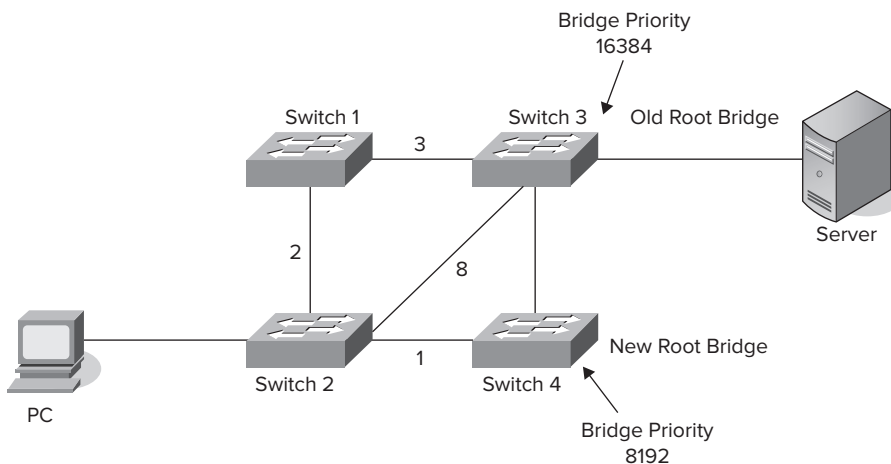 Bridge Priority
16384
Switch 1
Switch 3
Old Root Bridge
3
Server
2
8
New Root Bridge
1
Switch 2
Switch 4
PC
Bridge Priority
8192